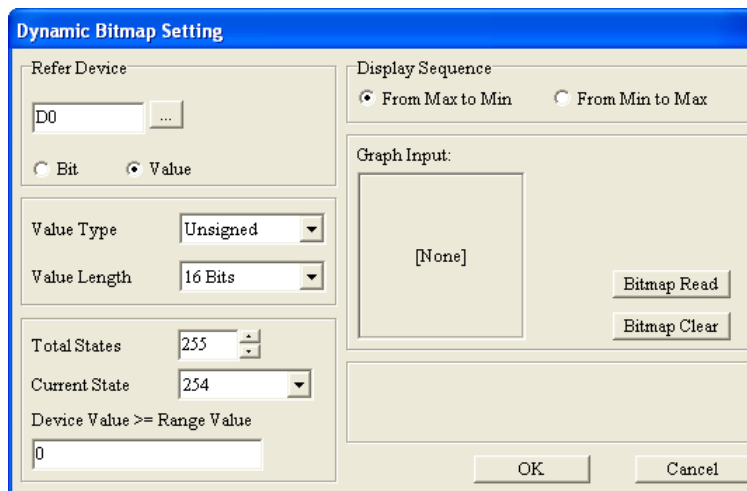 Dynamic Bitmap Setting
Refer Device
D0
...
Bit
Value
Value Type
Unsigned
Value Length
16 Bits
Total States
255
Current State
254
Device Value >= Range Value
0
Display Sequence
From Max to Min
From Min to Max
Graph Input:
[None]
Bitmap Read
Bitmap Clear
OK
Cancel